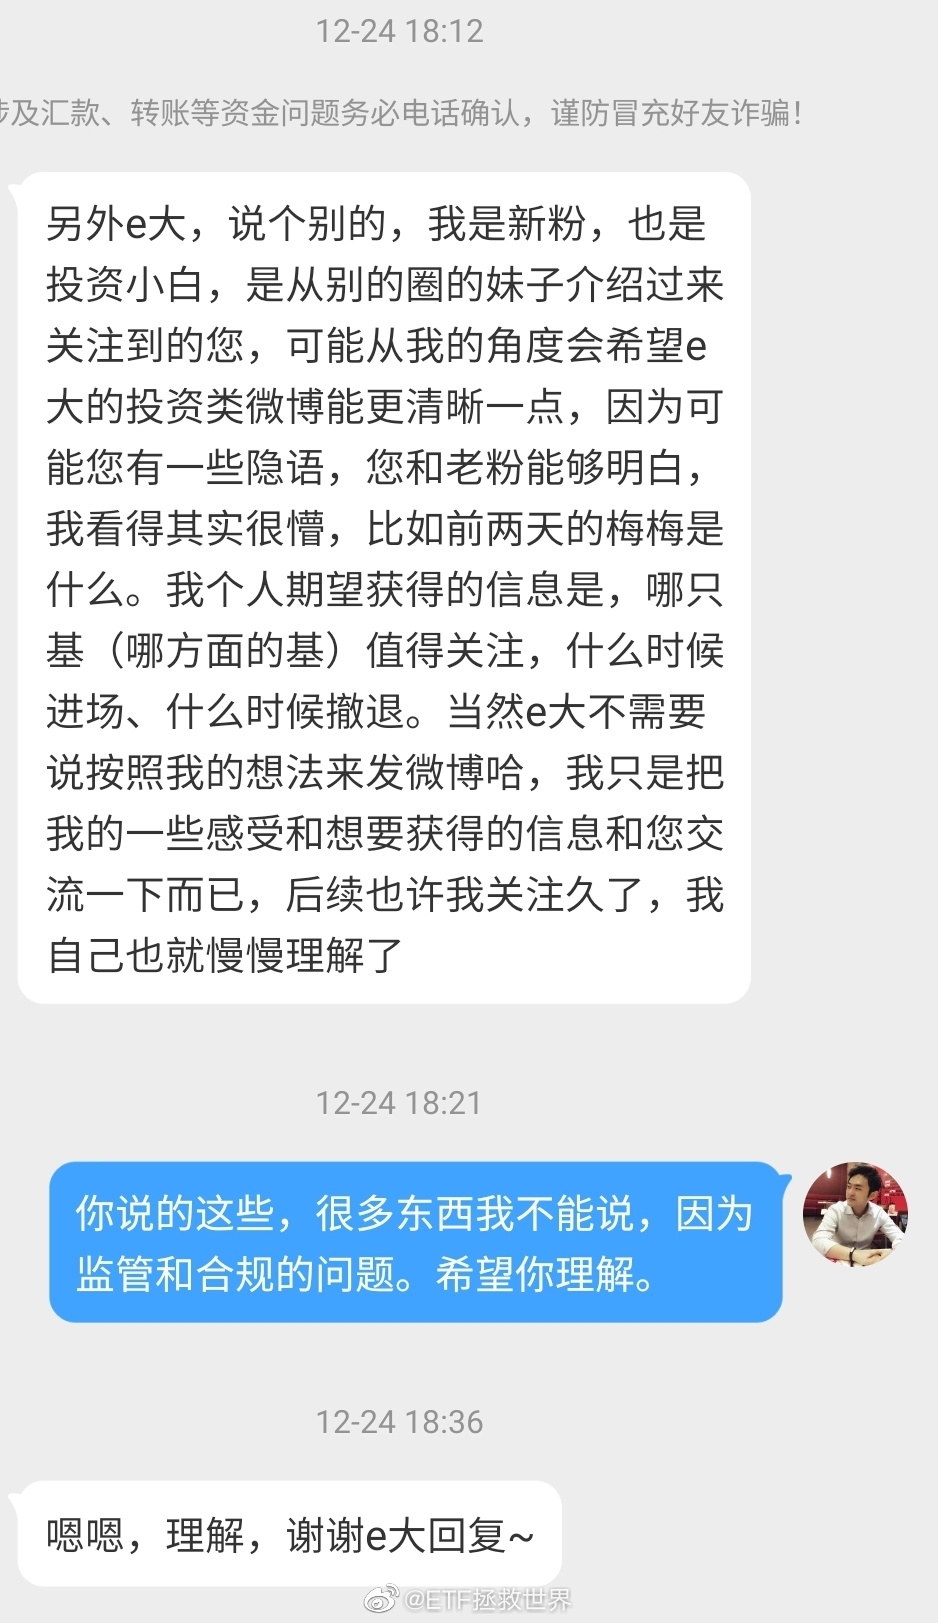 12-24 18:12
涉及汇款、转账等资金问题务必电话确认，谨防冒充好友诈骗！
另外e大，说个别的，我是新粉，也是
投资小白，是从别的圈的妹子介绍过来
关注到的您，可能从我的角度会希望e
大的投资类微博能更清晰一点，因为可
能您有一些隐语，您和老粉能够明白，
我看得其实很懵，比如前两天的梅梅是
什么。我个人期望获得的信息是，哪只
基（哪方面的基）值得关注，什么时候
进场、什么时候撤退。当然e大不需要
说按照我的想法来发微博哈，我只是把
我的一些感受和想要获得的信息和您交
流一下而已，后续也许我关注久了，我
自己也就慢慢理解了
12-24 18:21
你说的这些，很多东西我不能说，因为
监管和合规的问题。希望你理解。
12-24 18:36
嗯嗯，理解，谢谢e大回复~
@ETF拯救世界